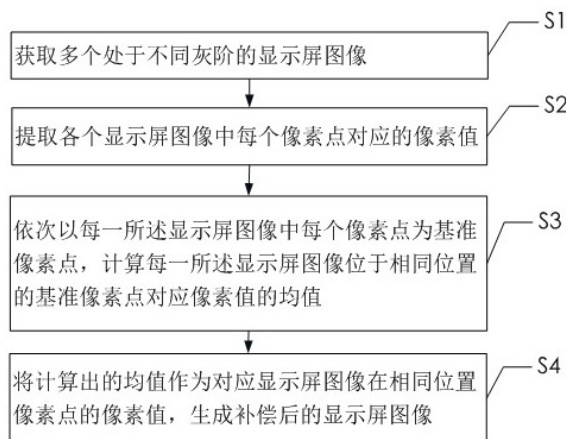 S1
获取多个处于不同灰阶的显示屏图像
S2
提取各个显示屏图像中每个像素点对应的像素值
S3
依次以每一所述显示屏图像中每个像素点为基准
像素点，计算每一所述显示屏图像位于相同位置
的基准像素点对应像素值的均值
S4
将计算出的均值作为对应显示屏图像在相同位置
像素点的像素值，生成补偿后的显示屏图像